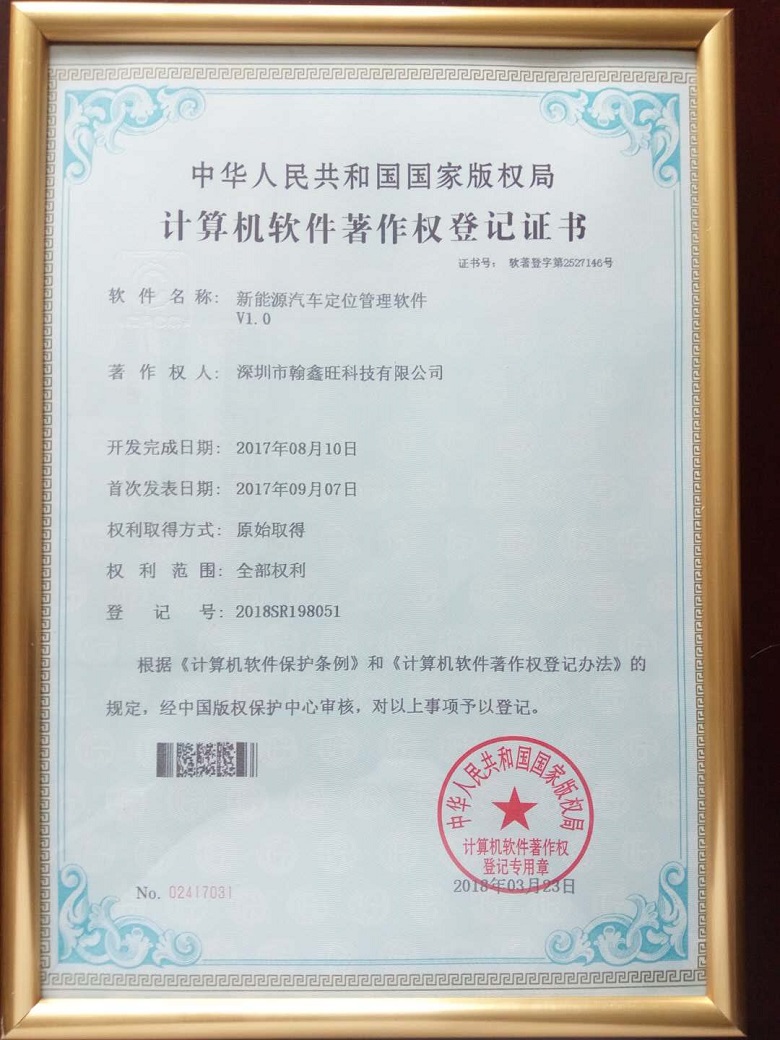 中华人民共和国国家版权局
计算机软件著作权登记证书
证书号: 软著登字第2527146号
软件名称: 新能源汽车定位管理软件
V1.0
著作权人: 深圳市翰鑫旺科技有限公司
开发完成日期: 2017年08月10日
首次发表日期: 2017年09月07日
权利取得方式: 原始取得
权利范围: 全部权利
登记号: 2018SR198051
根据《计算机软件保护条例》和《计算机软件著作权登记办法》的
规定，经中国版权保护中心审核，对以上事项予以登记。
中华人民共和国国家版权局
计算机软件著作权
登记专用章
No. 02417031
2018年03月23日